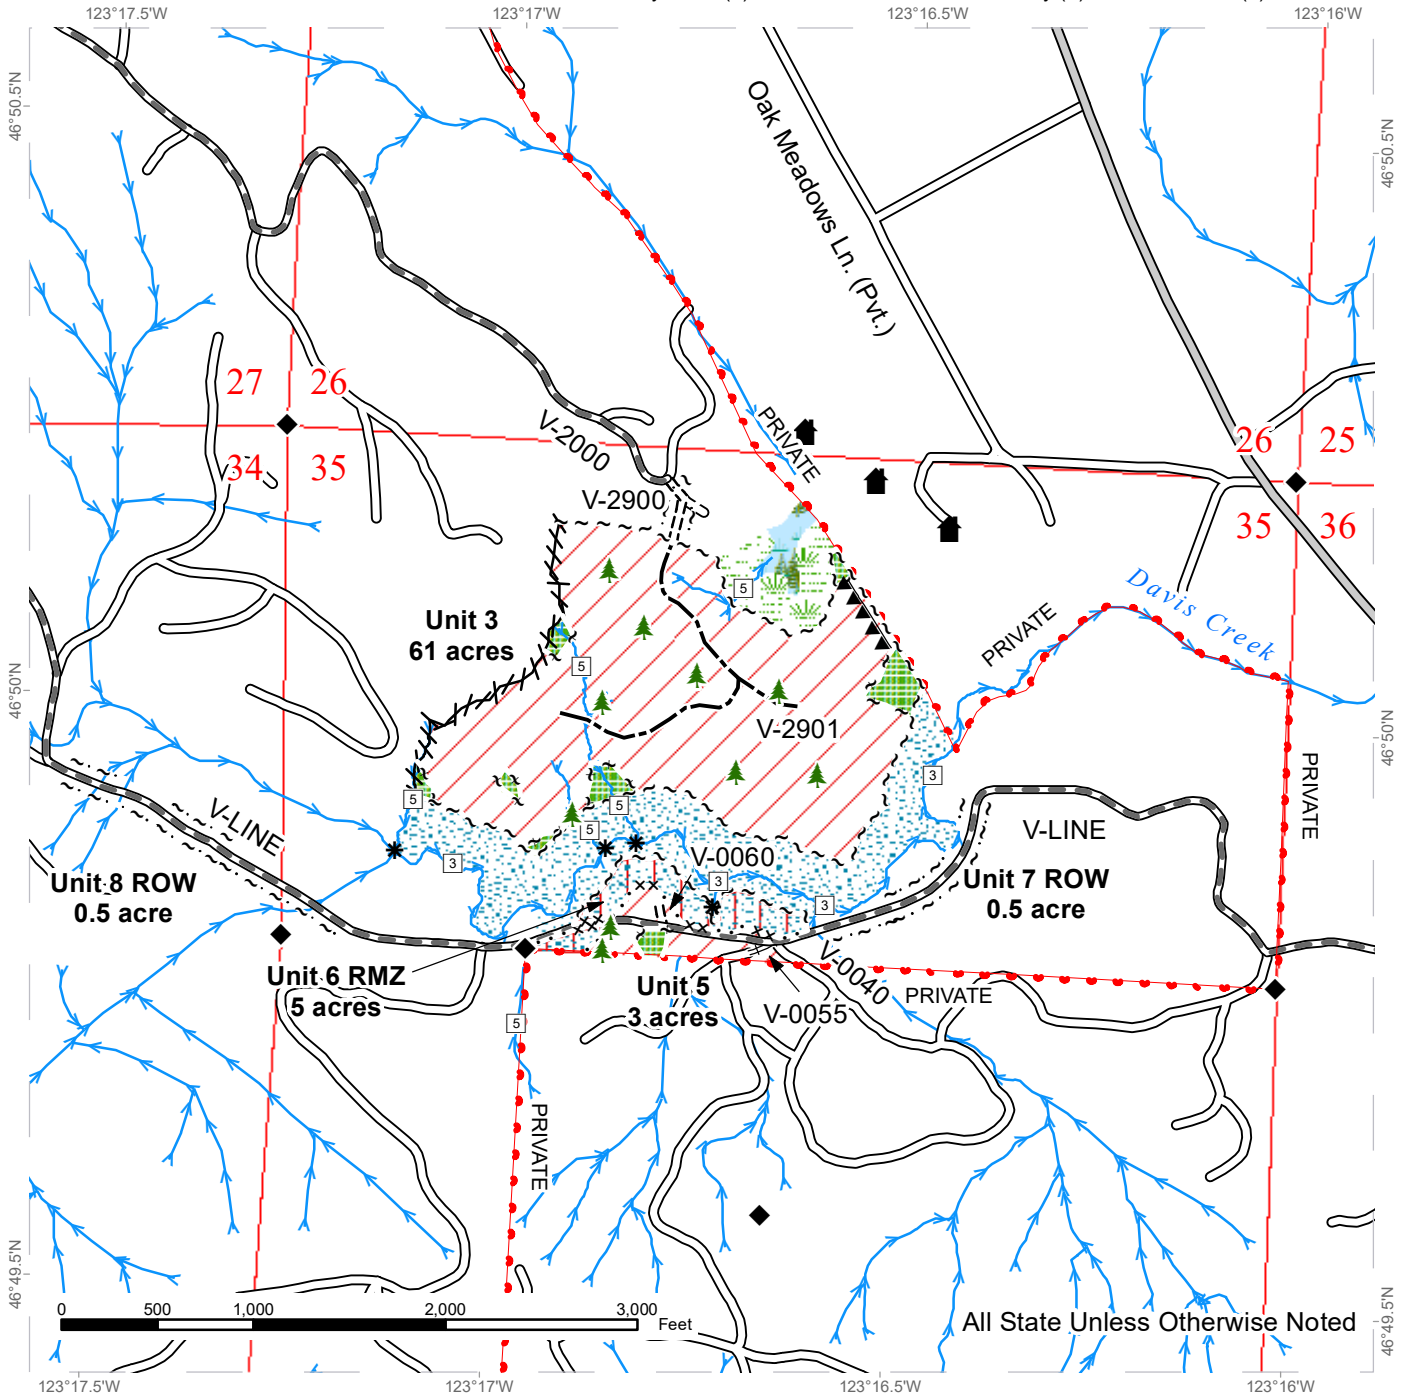 123°17.5'W
123°17'W
123°16.5'W
123°16'W
46°50.5'N
46°50.5'N
Oak Meadows Ln. (Pvt.)
27
26
34
35
26
25
35
36
PRIVATE
V-2000
V-2900
5
Davis Creek
PRIVATE
Unit 3
61 acres
5
46°50'N
46°50'N
V-2901
3
PRIVATE
5
5
5
V-LINE
V-LINE
3
V-0060
3
3
Unit 8 ROW
0.5 acre
Unit 7 ROW
0.5 acre
Unit 6 RMZ
5 acres
Unit 5
3 acres
V-0040
V-0055
PRIVATE
5
PRIVATE
46°49.5'N
46°49.5'N
0
500
1,000
2,000
3,000
Feet
All State Unless Otherwise Noted
123°17.5'W
123°17'W
123°16.5'W
123°16'W